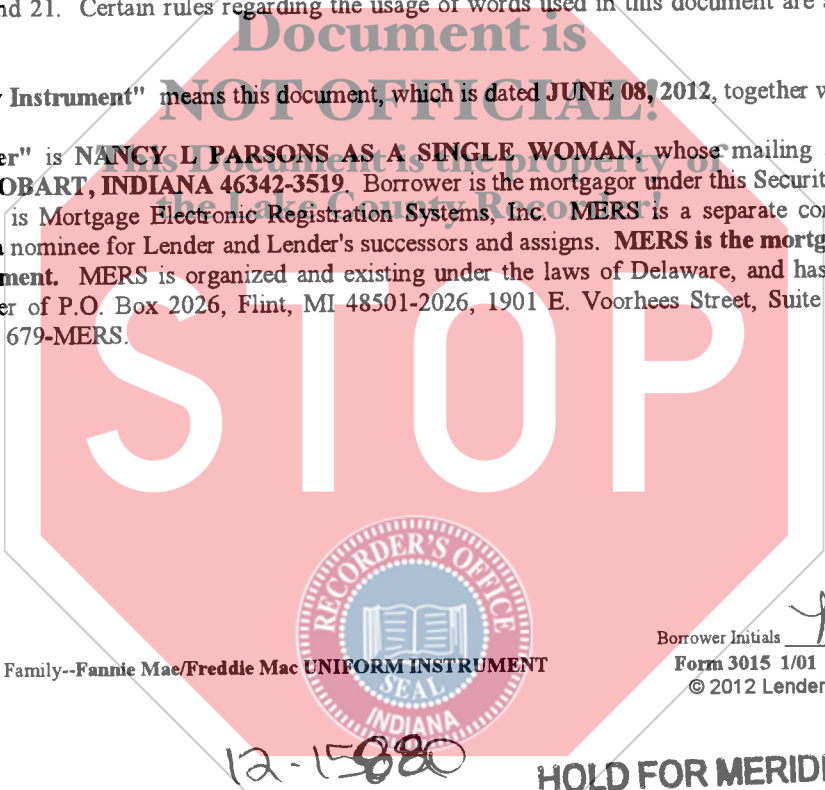 nd 21. Certain rules regarding the usage of words used in this document are
Document is
NOT OFFICIAL!
Instrument" means this document, which is dated JUNE 08, 2012, together
This Document is the property of
er" is NANCY L PARSONS AS A SINGLE WOMAN, whose mailing
OBART, INDIANA 46342-3519. Borrower is the mortgagor under this Securit
the Lake County Recorder!
is Mortgage Electronic Registration Systems, Inc. MERS is a separate co
nominee for Lender and Lender's successors and assigns. MERS is the mortg
ment. MERS is organized and existing under the laws of Delaware, and has
er of P.O. Box 2026, Flint, MI 48501-2026, 1901 E. Voorhees Street, Suite
679-MERS.
STOP
RECORDER'S OFFICE
SEAL
INDIANA
Borrower Initials
Family--Fannie Mae/Freddie Mac UNIFORM INSTRUMENT
Form 3015 1/01
© 2012 Lender
12-15880
HOLD FOR MERIDI